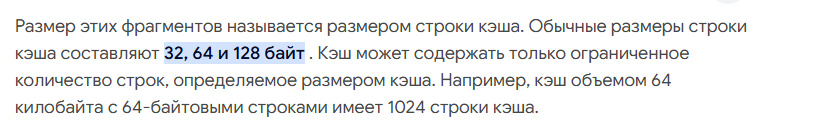 Размер этих фрагментов называется размером строки кэша. Обычные размеры строки
кэша составляют 32, 64 и 128 байт . Кэш может содержать только ограниченное
количество строк, определяемое размером кэша. Например, кэш объемом 64
килобайта с 64-байтовыми строками имеет 1024 строки кэша.